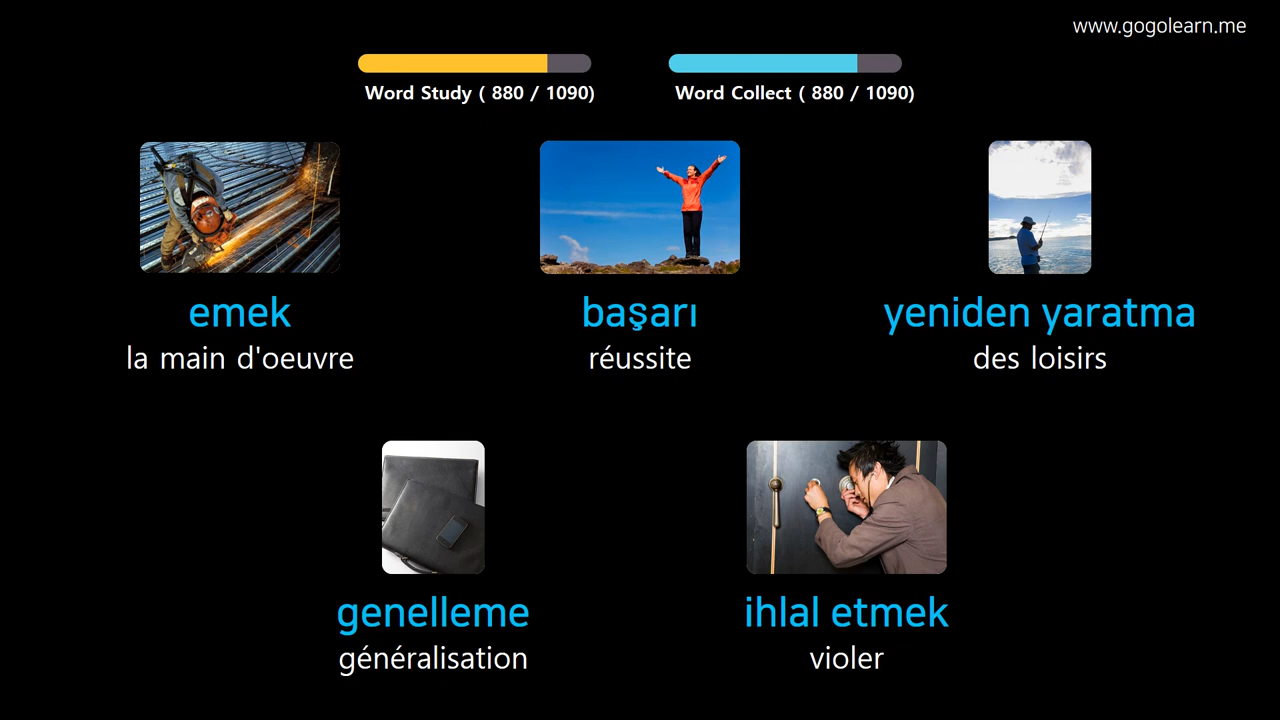 www.gogolearn.me
Word Study ( 880 / 1090)
Word Collect ( 880 / 1090)
emek
la main d'oeuvre
başarı
réussite
yeniden yaratma
des loisirs
genelleme
généralisation
ihlal etmek
violer